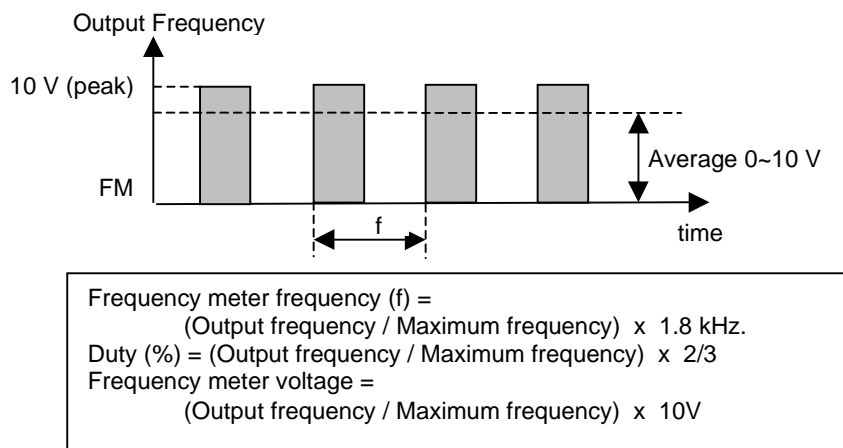 Output Frequency
10 V (peak)
Average 0~10 V
FM
f
time
Frequency meter frequency (f) =
(Output frequency / Maximum frequency) x 1.8 kHz.
Duty (%) = (Output frequency / Maximum frequency) x 2/3
Frequency meter voltage =
(Output frequency / Maximum frequency) x 10V